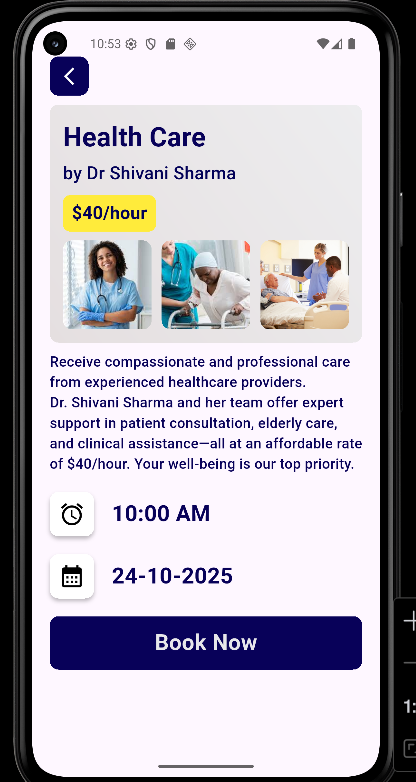 10:53
Health Care
by Dr Shivani Sharma
$40/hour
Receive compassionate and professional care
from experienced healthcare providers.
Dr. Shivani Sharma and her team offer expert
support in patient consultation, elderly care,
and clinical assistance—all at an affordable rate
of $40/hour. Your well-being is our top priority.
10:00 AM
24-10-2025
Book Now
1: